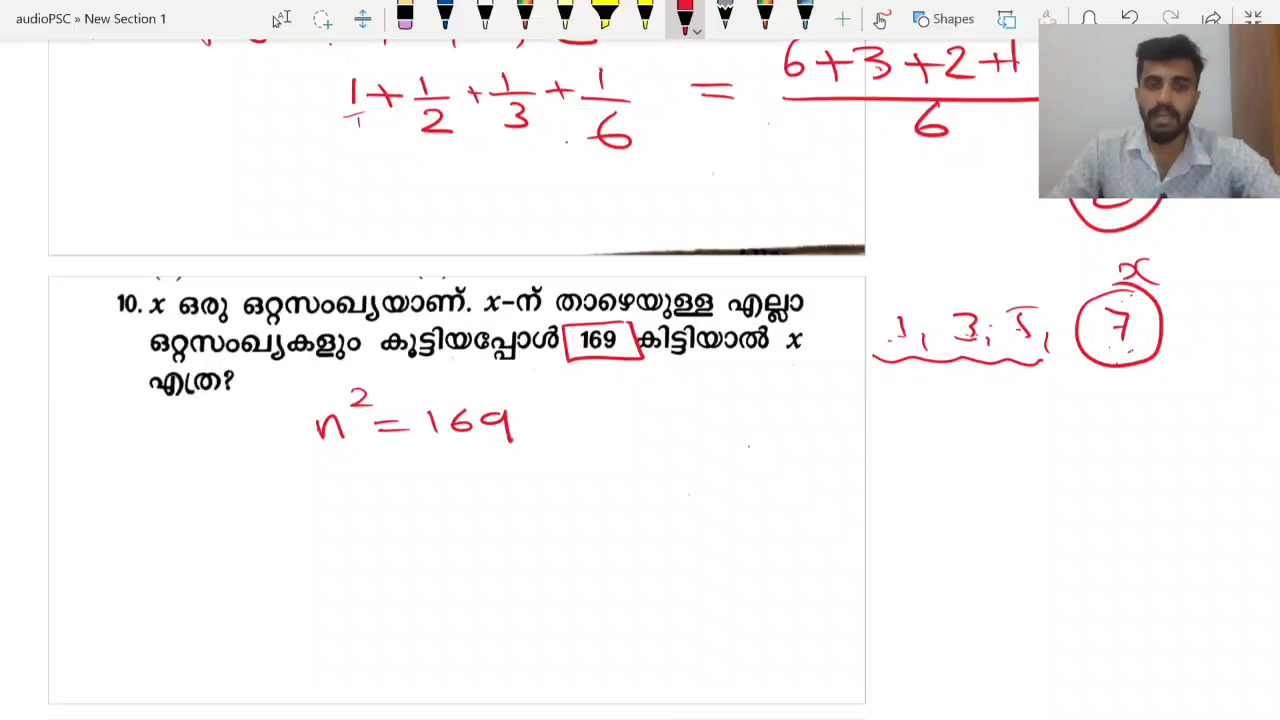 audioPSC » New Section 1
Shapes
1/1 + 1/2 + 1/3 + 1/6 = 6+3+2+1/6
x
10. x ഒരു ഒറ്റസംഖ്യയാണ്. x-ന് താഴെയുള്ള എല്ലാ
ഒറ്റസംഖ്യകളും കൂട്ടിയപ്പോൾ 169 കിട്ടിയാൽ x
എത്ര?
1, 3, 5, 7
n² = 169